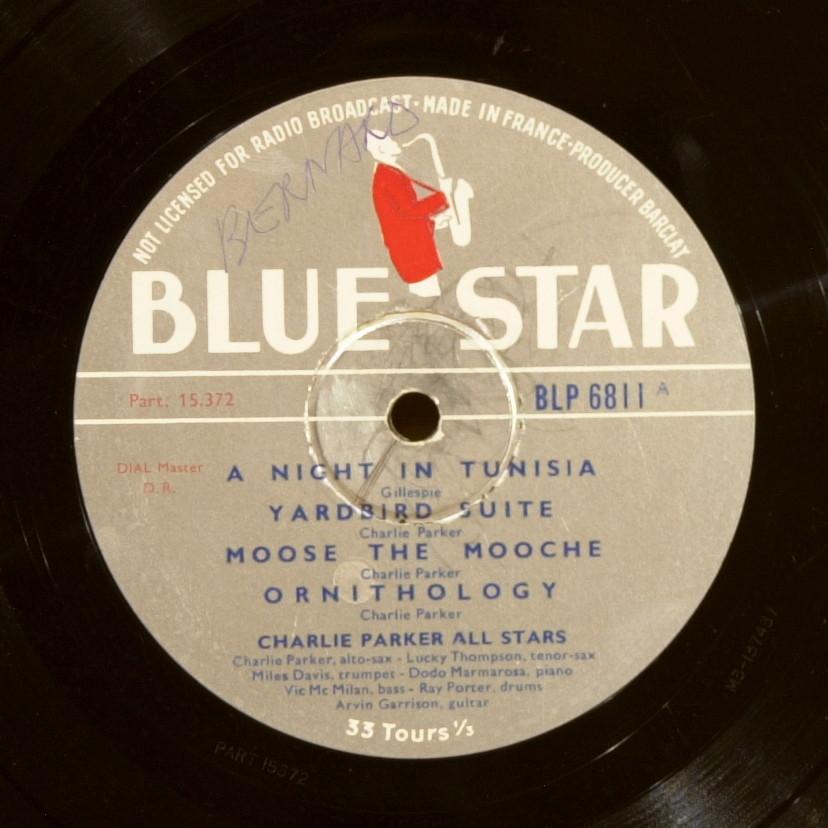 NOT LICENSED FOR RADIO BROADCAST · MADE IN FRANCE · PRODUCER BARCLAY
BERNARD
BLUE STAR
Part. 15.372
BLP 6811 A
DIAL Master
D. R.
A NIGHT IN TUNISIA
Gillespie
YARDBIRD SUITE
Charlie Parker
MOOSE THE MOOCHE
Charlie Parker
ORNITHOLOGY
Charlie Parker
CHARLIE PARKER ALL STARS
Charlie Parker, alto-sax - Lucky Thompson, tenor-sax
Miles Davis, trumpet - Dodo Marmarosa, piano
Vic Mc Milan, bass - Ray Porter, drums
Arvin Garrison, guitar
33 Tours 1/3
PART 15372